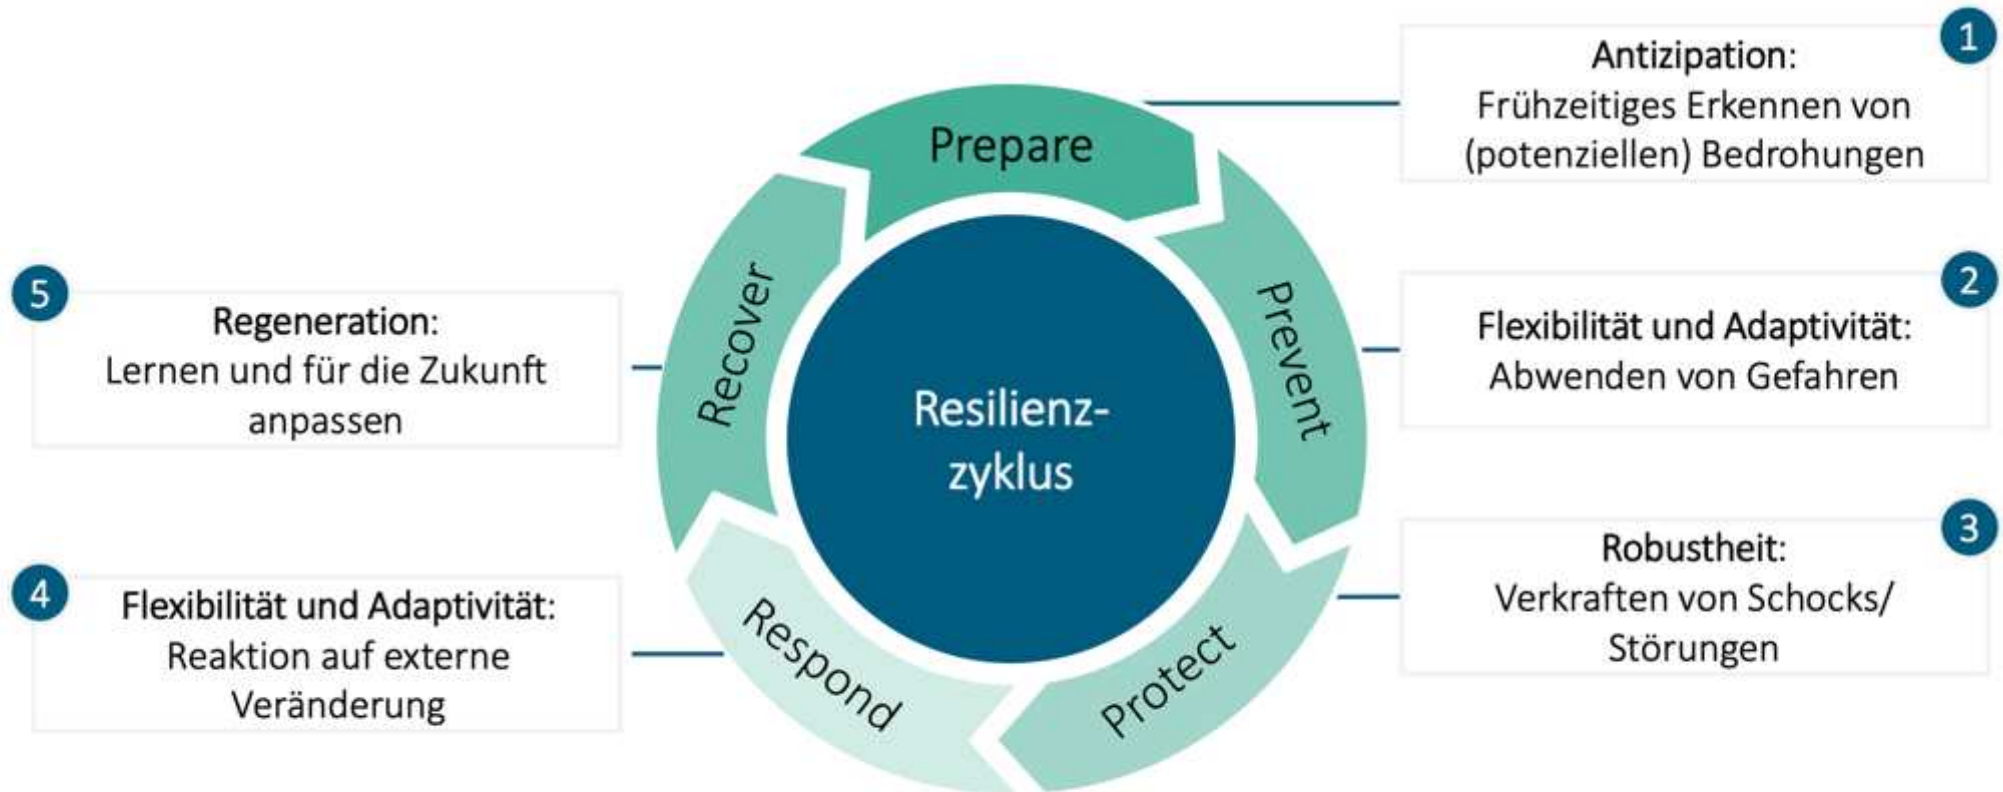 1
Antizipation:
Frühzeitiges Erkennen von
(potenziellen) Bedrohungen
Prepare
2
Flexibilität und Adaptivität:
Abwenden von Gefahren
Prevent
3
Robustheit:
Verkraften von Schocks/
Störungen
Protect
4
Flexibilität und Adaptivität:
Reaktion auf externe
Veränderung
Respond
5
Regeneration:
Lernen und für die Zukunft
anpassen
Recover
Resilienz-
zyklus